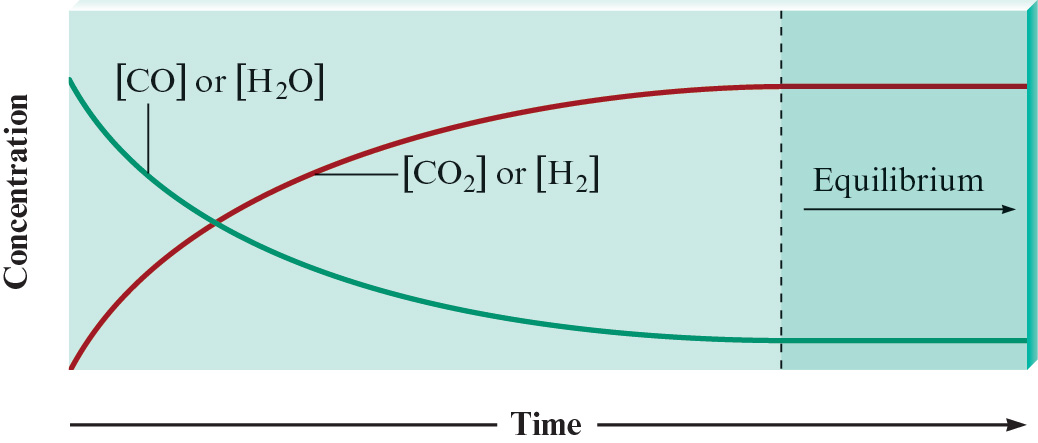 [CO] or [H₂O]
[CO₂] or [H₂]
Equilibrium
Concentration
Time